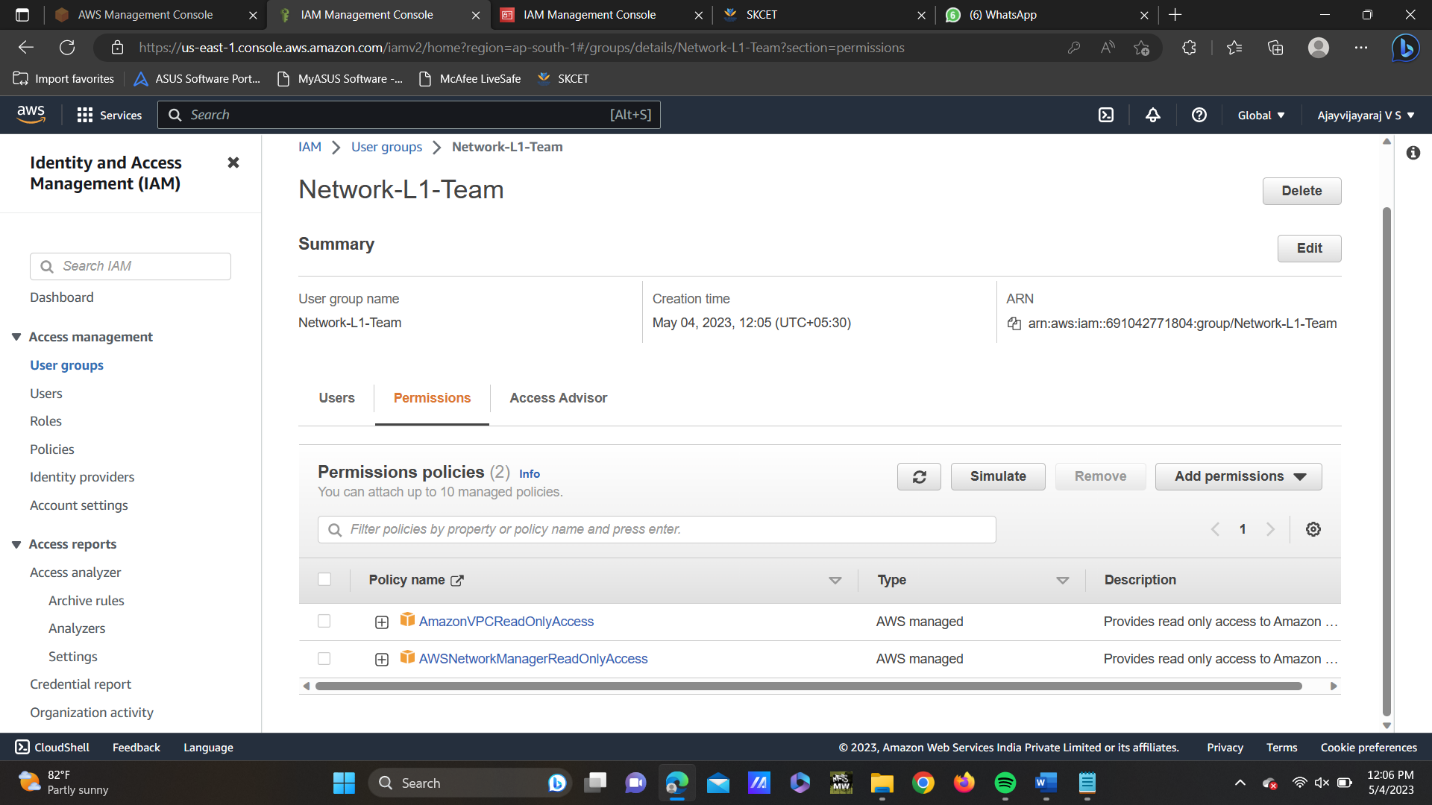 AWS Management Console
IAM Management Console
IAM Management Console
SKCET
(6) WhatsApp
https://us-east-1.console.aws.amazon.com/iamv2/home?region=ap-south-1#/groups/details/Network-L1-Team?section=permissions
Import favorites
ASUS Software Port...
MyASUS Software -...
McAfee LiveSafe
SKCET
aws
Services
Search
[Alt+S]
Global
Ajayvijayaraj V S
Identity and Access
Management (IAM)
Search IAM
Dashboard
Access management
User groups
Users
Roles
Policies
Identity providers
Account settings
Access reports
Access analyzer
Archive rules
Analyzers
Settings
Credential report
Organization activity
IAM
User groups
Network-L1-Team
Network-L1-Team
Delete
Summary
Edit
User group name
Network-L1-Team
Creation time
May 04, 2023, 12:05 (UTC+05:30)
ARN
arn:aws:iam::691042771804:group/Network-L1-Team
Users
Permissions
Access Advisor
Permissions policies (2) Info
You can attach up to 10 managed policies.
Simulate
Remove
Add permissions
Filter policies by property or policy name and press enter.
1
Policy name
Type
Description
AmazonVPCReadOnlyAccess
AWS managed
Provides read only access to Amazon ...
AWSNetworkManagerReadOnlyAccess
AWS managed
Provides read only access to Amazon ...
CloudShell
Feedback
Language
© 2023, Amazon Web Services India Private Limited or its affiliates.
Privacy
Terms
Cookie preferences
82°F
Partly sunny
Search
MW
12:06 PM
5/4/2023